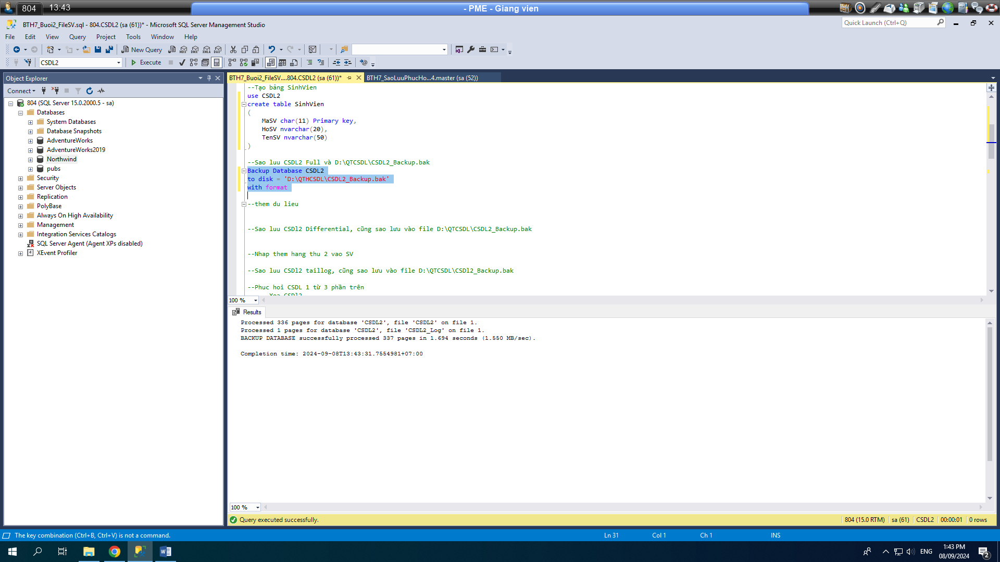 804 13:43 - PME - Giang vien
BTH7_Buoi2_FileSV.sql - 804.CSDL2 (sa (61))* - Microsoft SQL Server Management Studio
Quick Launch (Ctrl+Q)
File Edit View Query Project Tools Window Help
New Query MDX DMX XMLA DAX
CSDL2 Execute
Object Explorer
Connect
804 (SQL Server 15.0.2000.5 - sa)
Databases
System Databases
Database Snapshots
AdventureWorks
AdventureWorks2019
Northwind
pubs
Security
Server Objects
Replication
PolyBase
Always On High Availability
Management
Integration Services Catalogs
SQL Server Agent (Agent XPs disabled)
XEvent Profiler
BTH7_Buoi2_FileSV....804.CSDL2 (sa (61))* BTH7_SaoLuuPhucHo...4.master (sa (52))
--Tạo bảng SinhVien
use CSDL2
create table SinhVien
(
MaSV char(11) Primary key,
HoSV nvarchar(20),
TenSV nvarchar(50)
)
--Sao luu CSDL2 Full và D:\QTCSDL\CSDL2_Backup.bak
Backup Database CSDL2
to disk = 'D:\QTHCSDL\CSDL2_Backup.bak'
with format
--them du lieu
--Sao luu CSDl2 Differential, cũng sao lưu vào file D:\QTCSDL\CSDL2_Backup.bak
--Nhap them hang thu 2 vao SV
--Sao luu CSDl2 taillog, cũng sao lưu vào file D:\QTCSDL\CSDl2_Backup.bak
--Phuc hoi CSDL 1 từ 3 phần trên
Xoa CSDl2
100 %
Results
Processed 336 pages for database 'CSDL2', file 'CSDL2' on file 1.
Processed 1 pages for database 'CSDL2', file 'CSDL2_Log' on file 1.
BACKUP DATABASE successfully processed 337 pages in 1.694 seconds (1.550 MB/sec).
Completion time: 2024-09-08T13:43:31.7554981+07:00
100 %
Query executed successfully. 804 (15.0 RTM) sa (61) CSDL2 00:00:01 0 rows
The key combination (Ctrl+B, Ctrl+V) is not a command. Ln 31 Col 1 Ch 1 INS
ENG 1:43 PM
08/09/2024 2